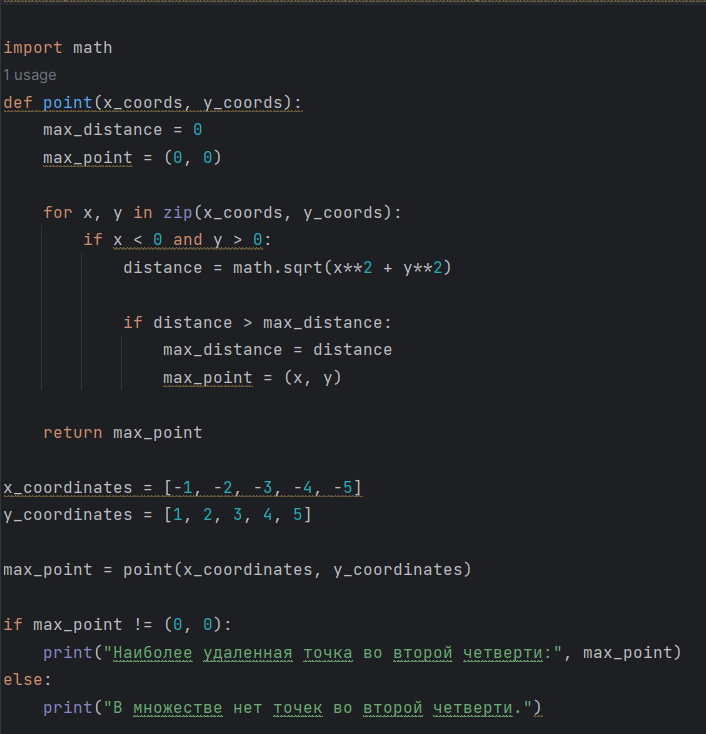 import math
1 usage
def point(x_coords, y_coords):
    max_distance = 0
    max_point = (0, 0)
    for x, y in zip(x_coords, y_coords):
        if x < 0 and y > 0:
            distance = math.sqrt(x**2 + y**2)
            if distance > max_distance:
                max_distance = distance
                max_point = (x, y)
    return max_point
x_coordinates = [-1, -2, -3, -4, -5]
y_coordinates = [1, 2, 3, 4, 5]
max_point = point(x_coordinates, y_coordinates)
if max_point != (0, 0):
    print("Наиболее удаленная точка во второй четверти:", max_point)
else:
    print("В множестве нет точек во второй четверти.")